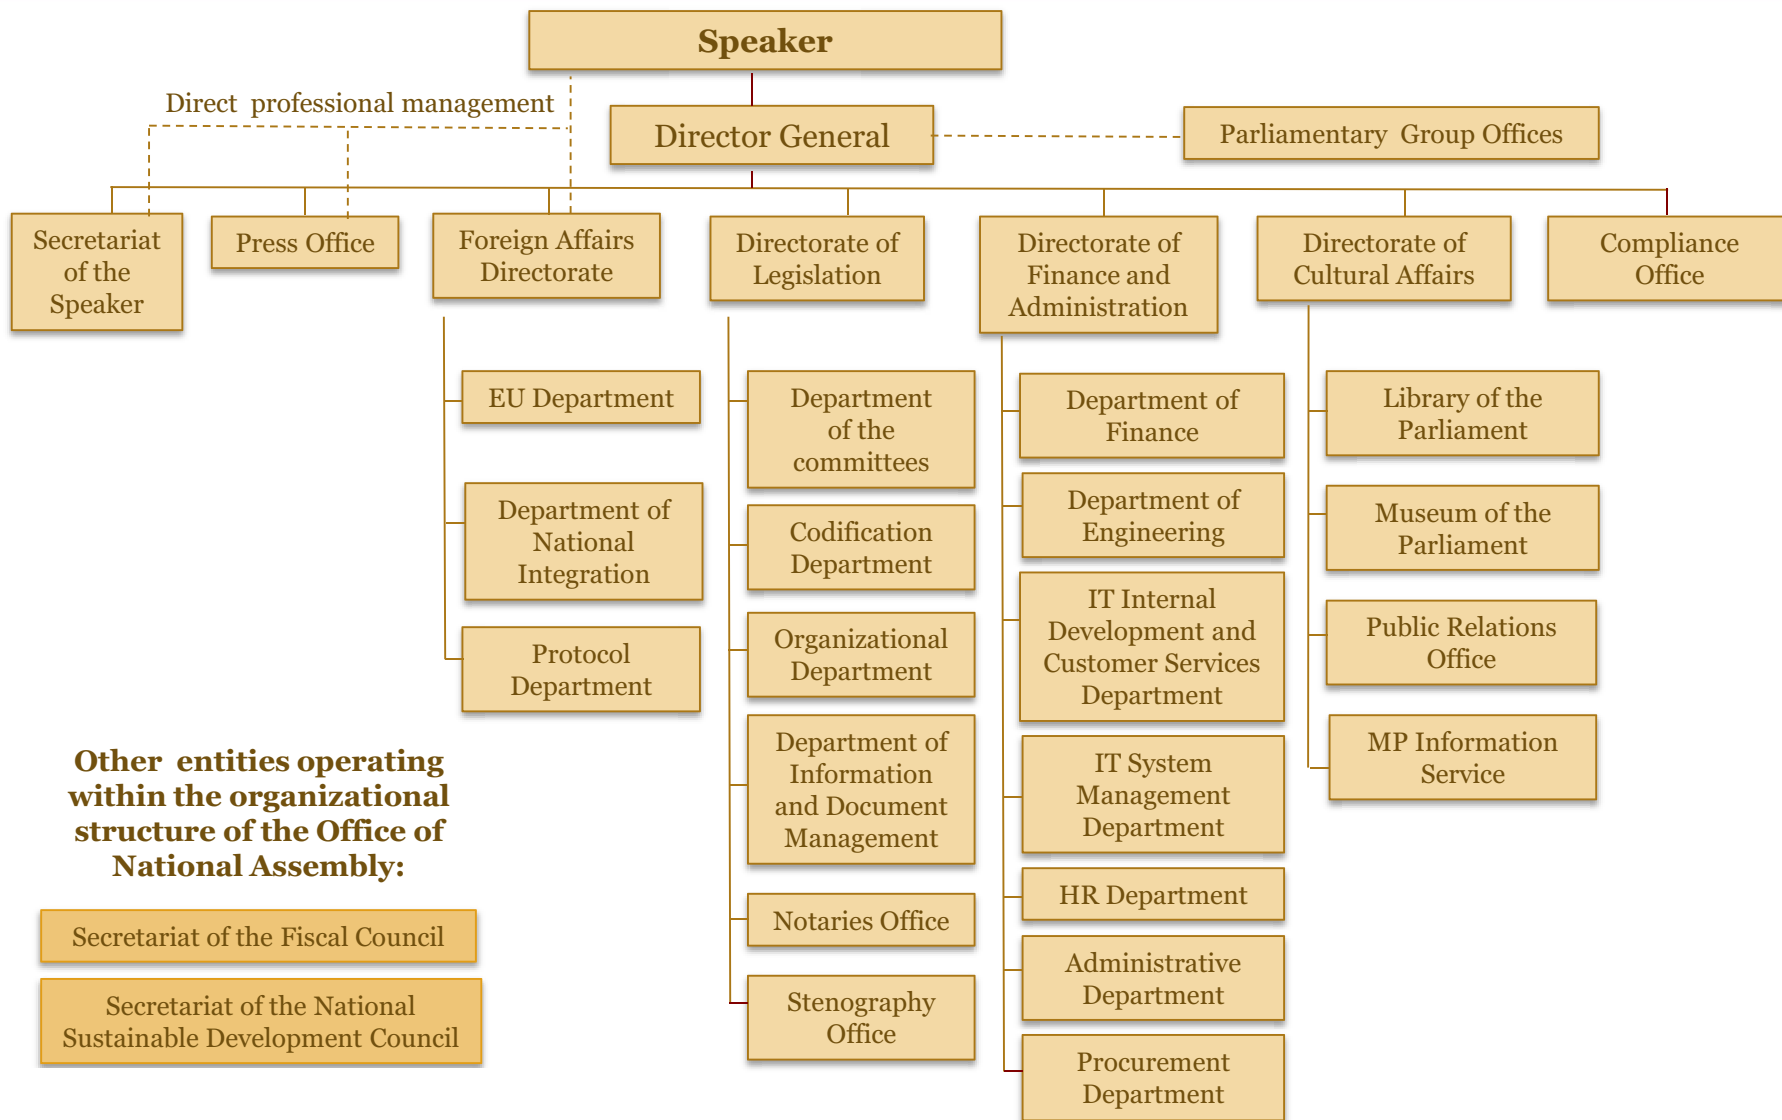 Speaker
Direct professional management
Director General
Parliamentary Group Offices
Secretariat
of the
Speaker
Press Office
Foreign Affairs
Directorate
Directorate of
Legislation
Directorate of
Finance and
Administration
Directorate of
Cultural Affairs
Compliance
Office
EU Department
Department of
National
Integration
Protocol
Department
Department
of the
committees
Codification
Department
Organizational
Department
Department of
Information
and Document
Management
Notaries Office
Stenography
Office
Department of
Finance
Department of
Engineering
IT Internal
Development and
Customer Services
Department
IT System
Management
Department
HR Department
Administrative
Department
Procurement
Department
Library of the
Parliament
Museum of the
Parliament
Public Relations
Office
MP Information
Service
Other entities operating
within the organizational
structure of the Office of
National Assembly:
Secretariat of the Fiscal Council
Secretariat of the National
Sustainable Development Council